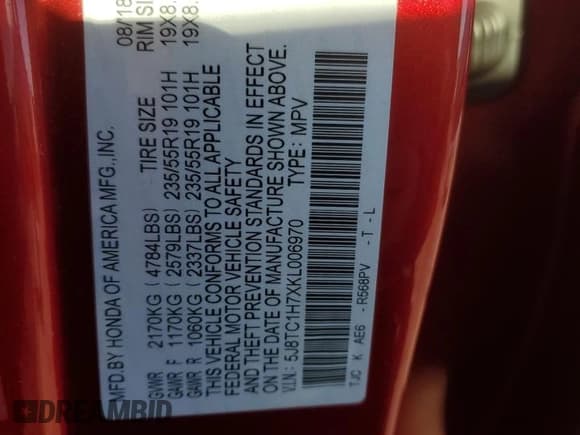 MFD.BY HONDA OF AMERICA MFG.,INC. 08/18
GVWR 2170KG ( 4784LBS) TIRE SIZE RIM SI
GAWR F 1170KG ( 2579LBS) 235/55R19 101H 19X8.
GAWR R 1060KG ( 2337LBS) 235/55R19 101H 19X8.
THIS VEHICLE CONFORMS TO ALL APPLICABLE
FEDERAL MOTOR VEHICLE SAFETY
AND THEFT PREVENTION STANDARDS IN EFFECT
ON THE DATE OF MANUFACTURE SHOWN ABOVE.
V.I.N.: 5J8TC1H7XKL006970 TYPE: MPV
TJC K AE6 - R568PV - T - L
DREAMBID